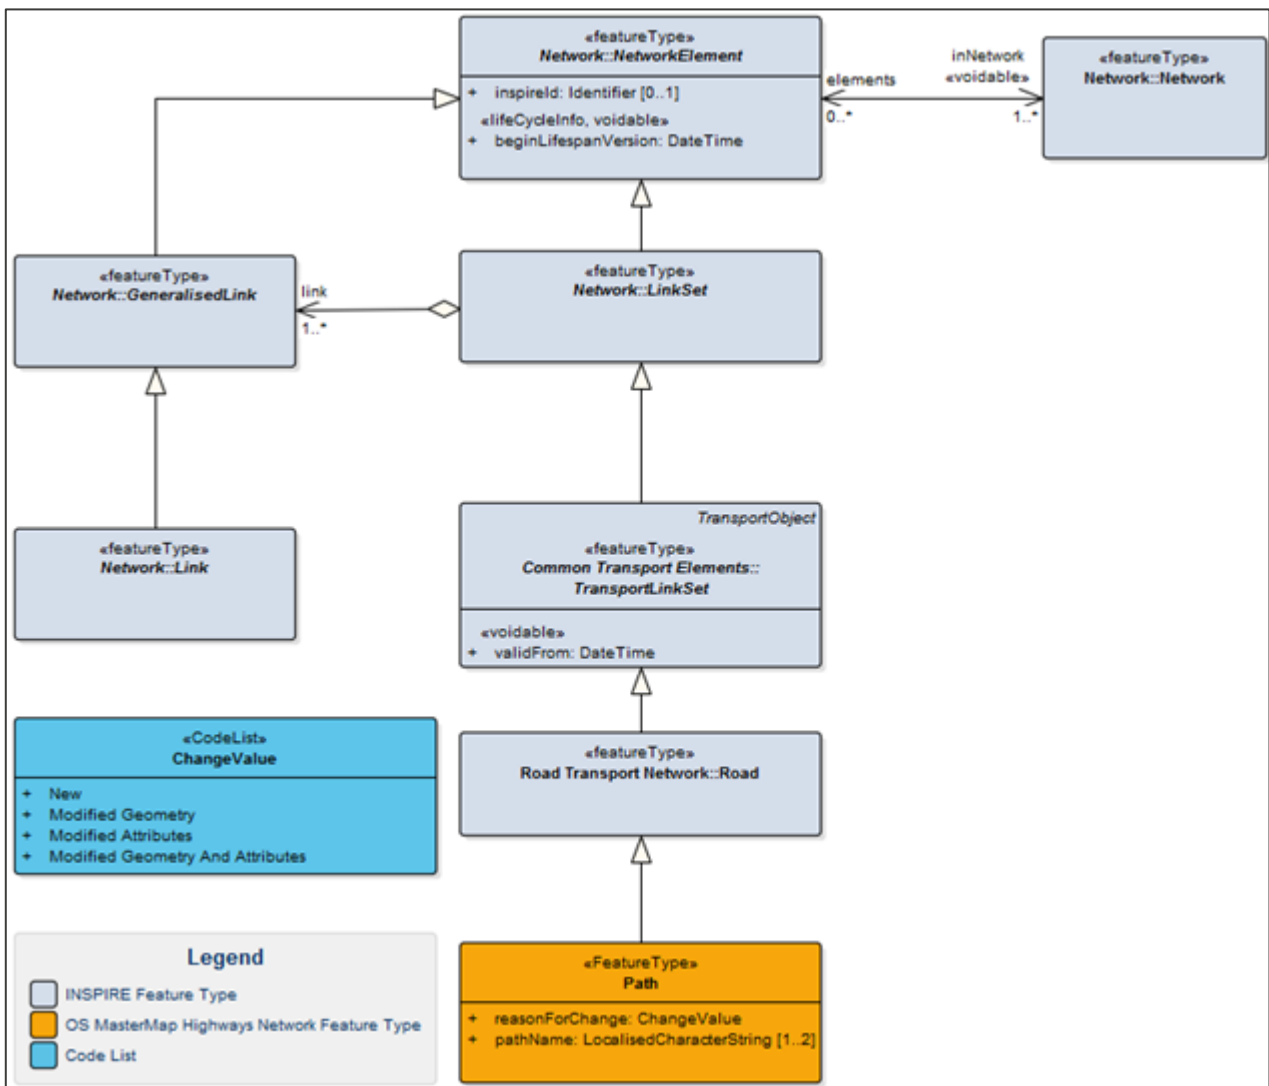 «featureType»
Network::NetworkElement
+ inspireId: Identifier [0..1]
«lifeCycleInfo, voidable»
+ beginLifespanVersion: DateTime
elements
0..*
inNetwork
«voidable»
1..*
«featureType»
Network::Network
«featureType»
Network::GeneralisedLink
link
1..*
«featureType»
Network::LinkSet
«featureType»
Network::Link
TransportObject
«featureType»
Common Transport Elements::
TransportLinkSet
«voidable»
+ validFrom: DateTime
«CodeList»
ChangeValue
+ New
+ Modified Geometry
+ Modified Attributes
+ Modified Geometry And Attributes
«featureType»
Road Transport Network::Road
Legend
INSPIRE Feature Type
OS MasterMap Highways Network Feature Type
Code List
«FeatureType»
Path
+ reasonForChange: ChangeValue
+ pathName: LocalisedCharacterString [1..2]